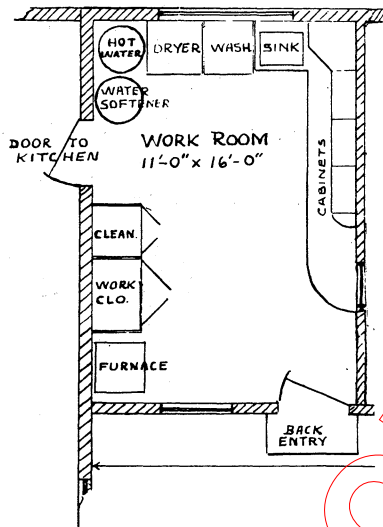 HOT
WATER
DRYER
WASH
SINK
WATER
SOFTENER
DOOR TO
KITCHEN
WORK ROOM
11'-0" x 16'-0"
CABINETS
CLEAN.
WORK
CLO.
FURNACE
BACK
ENTRY